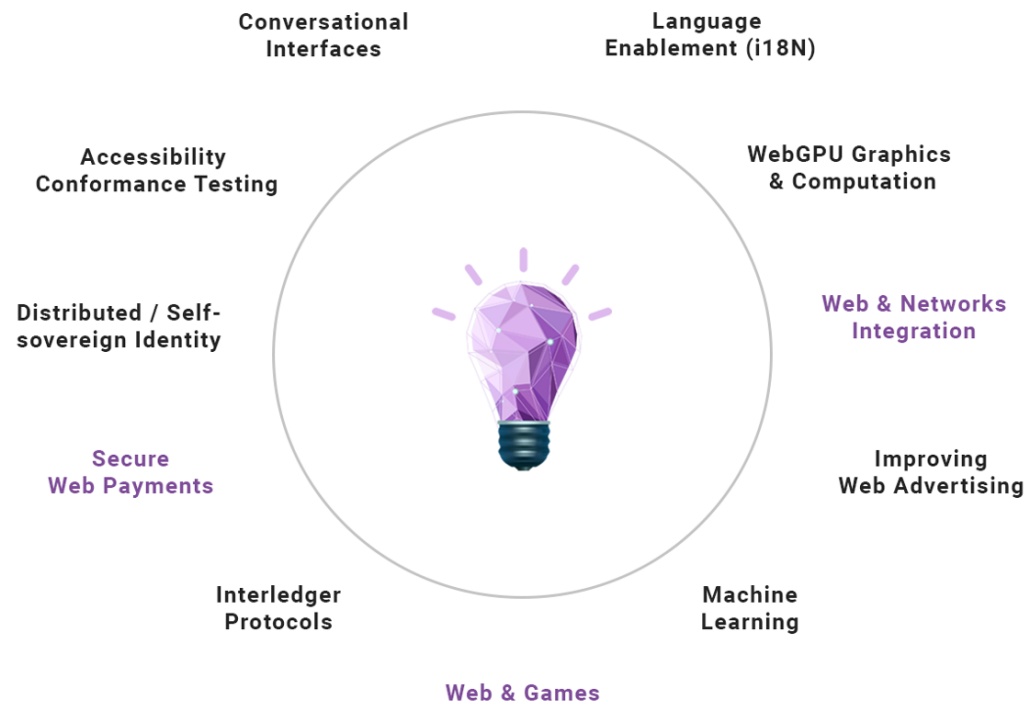 Conversational
Interfaces
Language
Enablement (i18N)
Accessibility
Conformance Testing
WebGPU Graphics
& Computation
Distributed / Self-
sovereign Identity
Web & Networks
Integration
Secure
Web Payments
Improving
Web Advertising
Interledger
Protocols
Machine
Learning
Web & Games